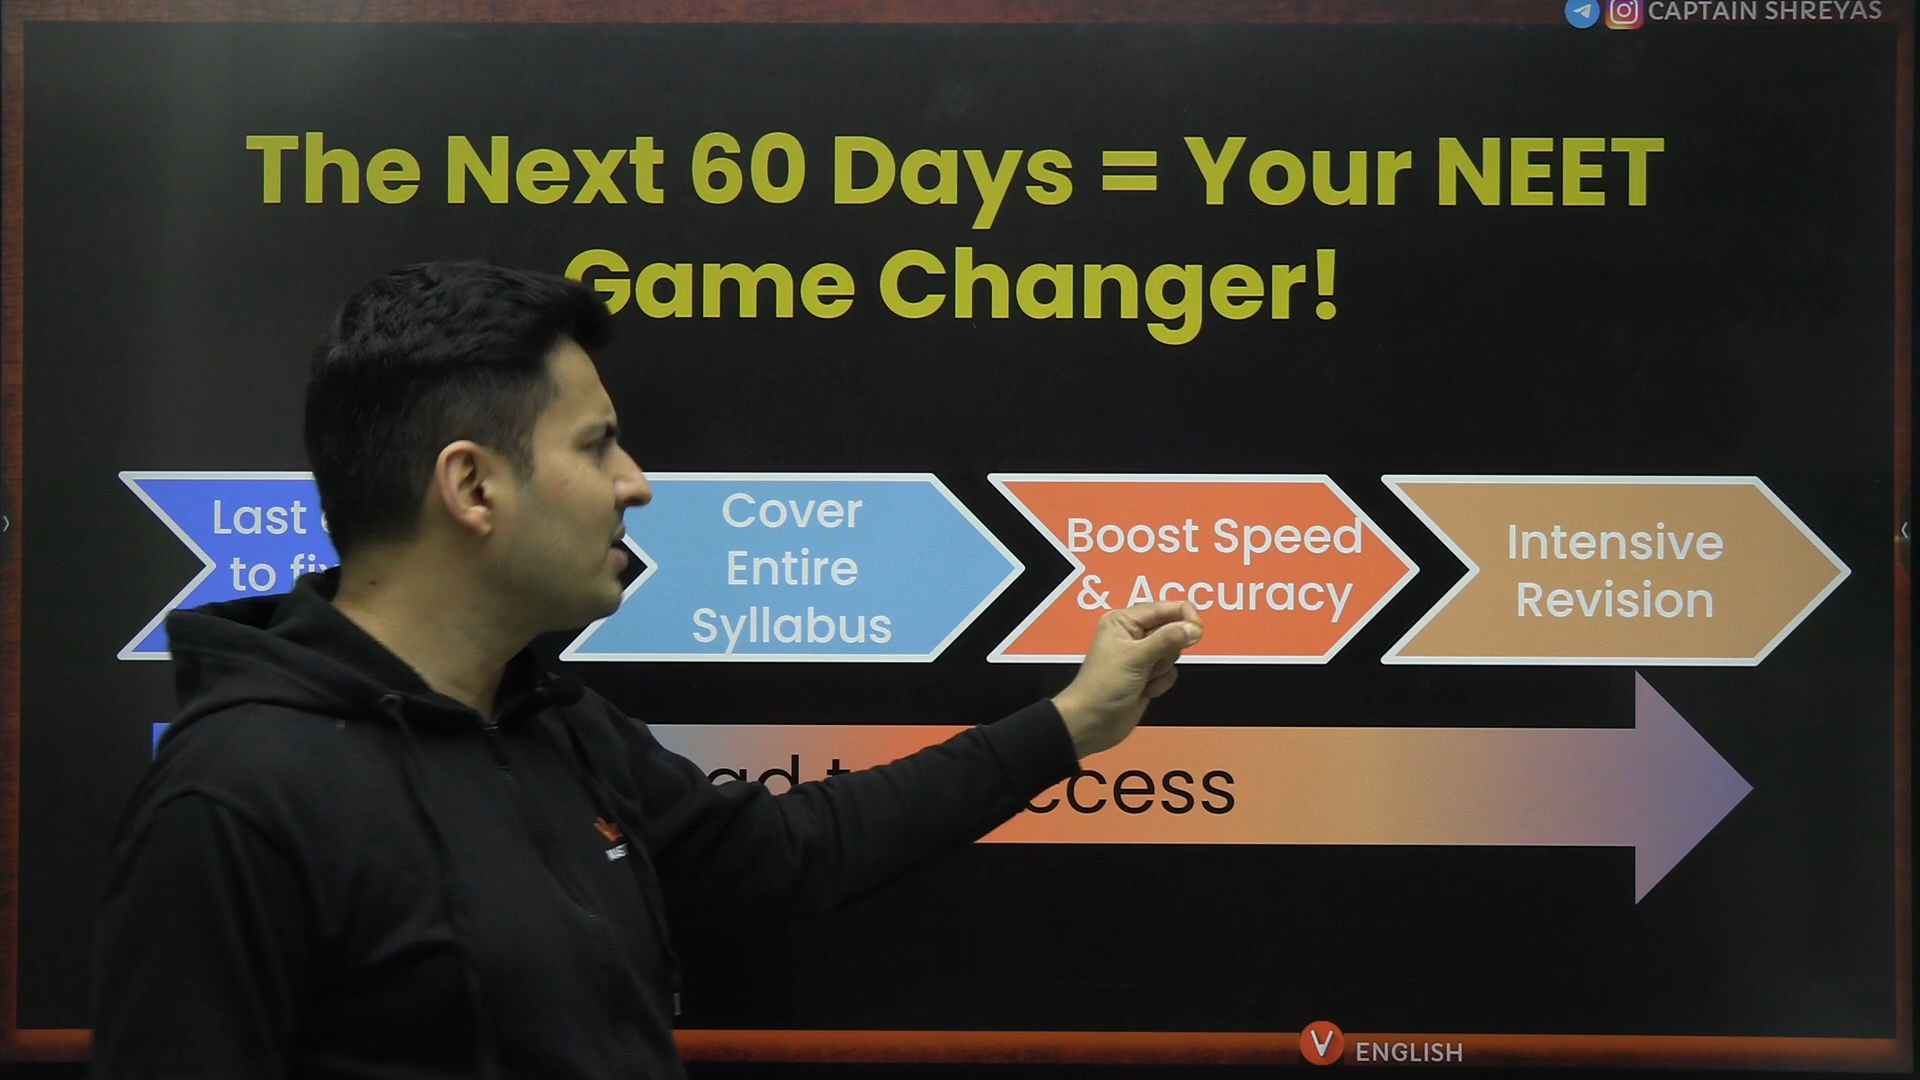 CAPTAIN SHREYAS
The Next 60 Days = Your NEET
Game Changer!
Last
to
Cover
Entire
Syllabus
Boost Speed
& Accuracy
Intensive
Revision
ENGLISH